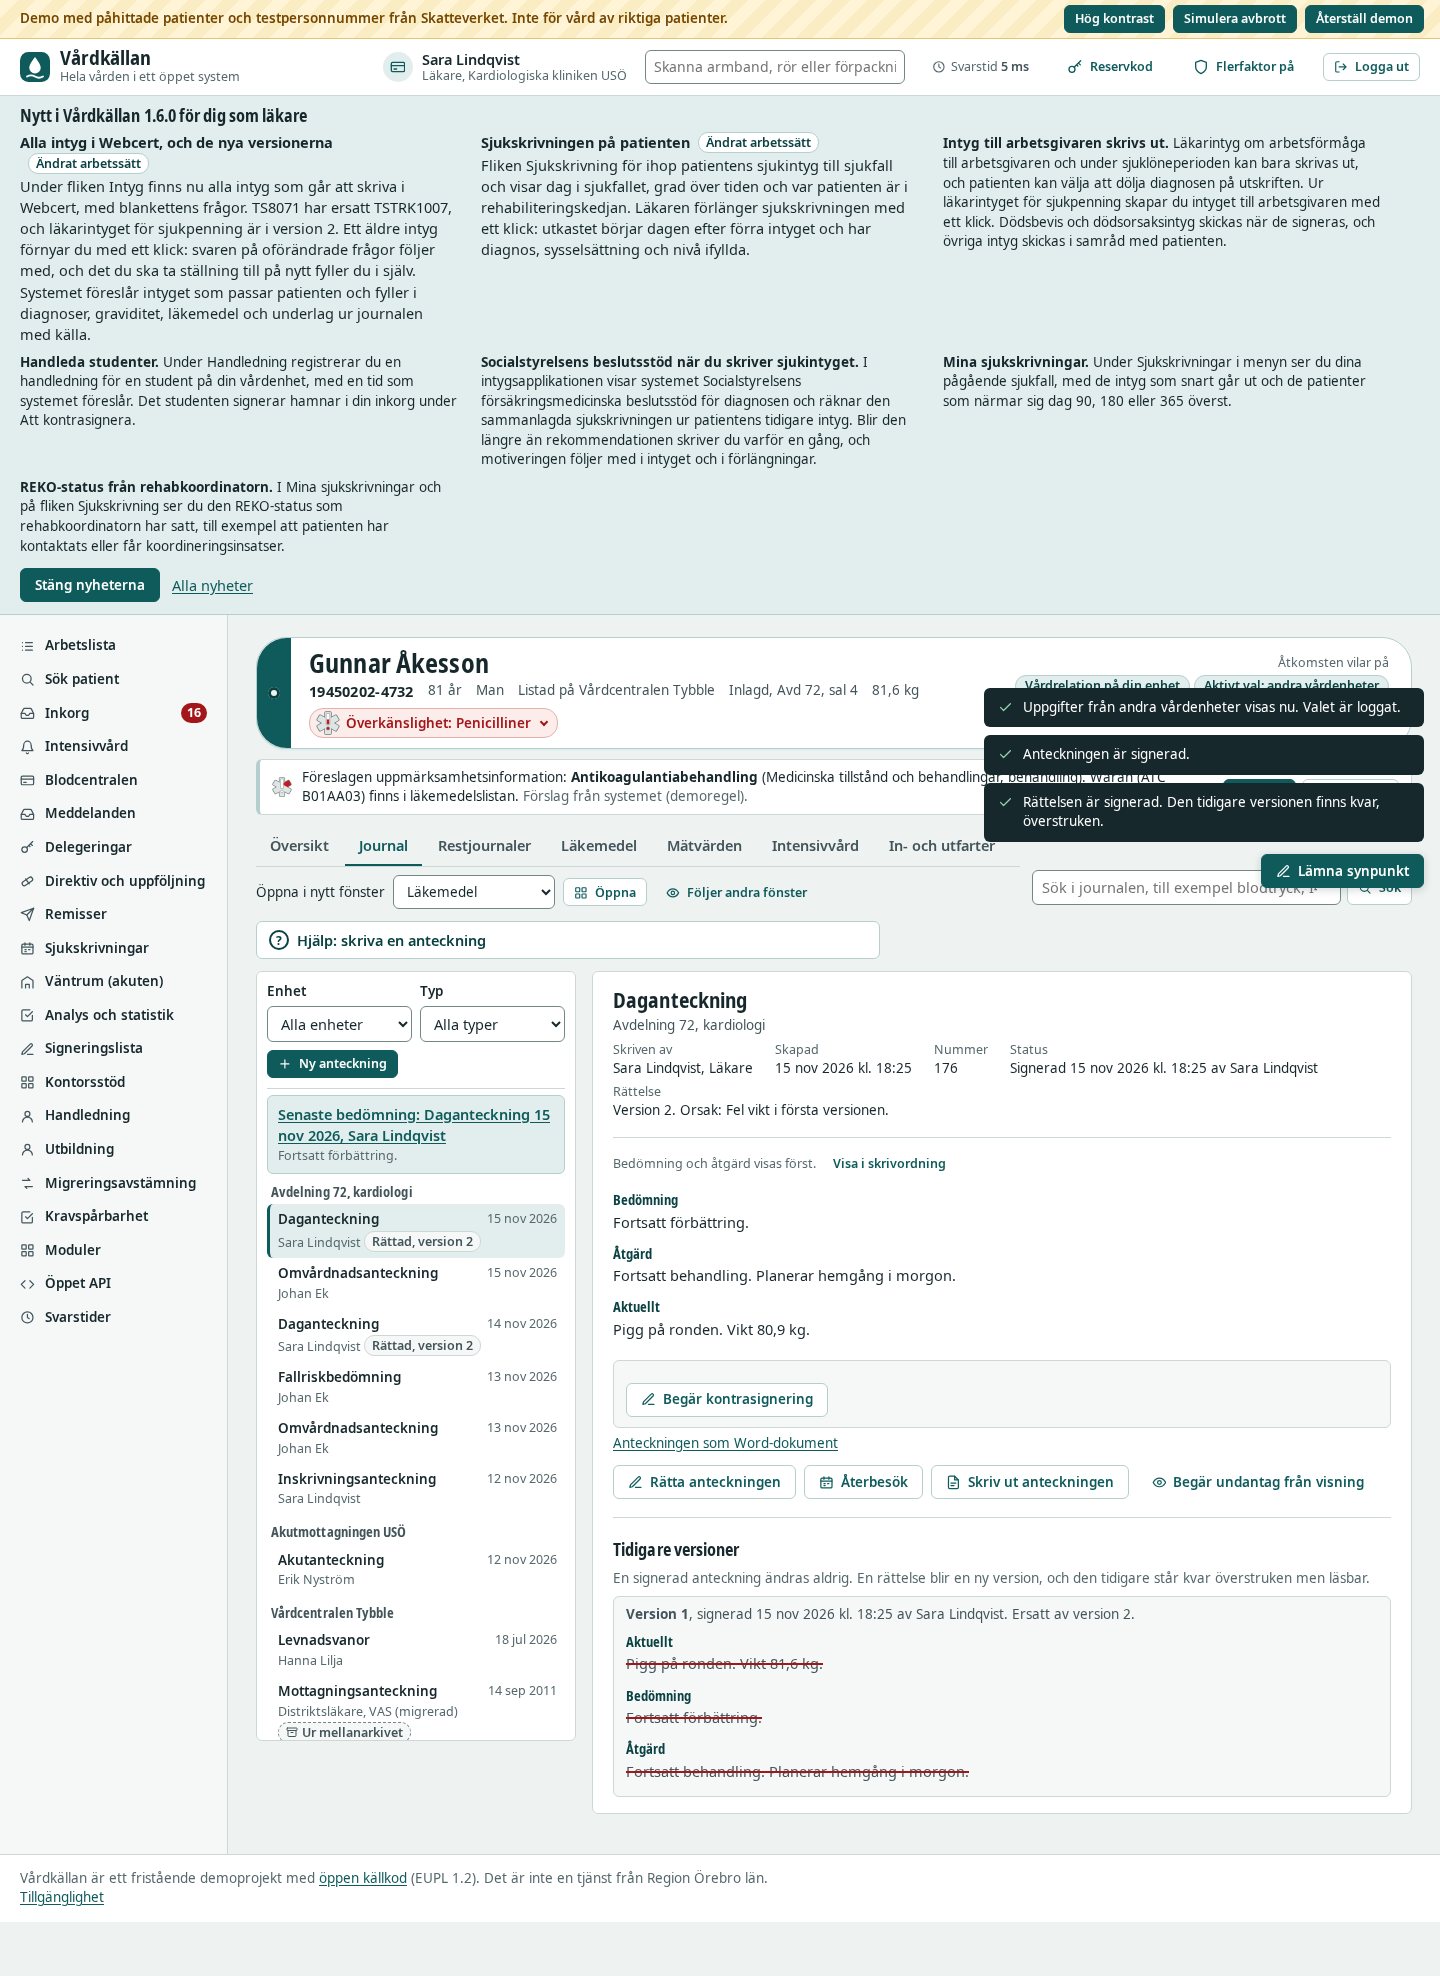 Demo med påhittade patienter och testpersonnummer från Skatteverket. Inte för vård av riktiga patienter.
Hög kontrast
Simulera avbrott
Återställ demon
Vårdkällan
Hela vården i ett öppet system
Sara Lindqvist
Läkare, Kardiologiska kliniken USÖ
Skanna armband, rör eller förpackni
Svarstid 5 ms
Reservkod
Flerfaktor på
Logga ut
Nytt i Vårdkällan 1.6.0 för dig som läkare
Alla intyg i Webcert, och de nya versionerna
Ändrat arbetssätt
Under fliken Intyg finns nu alla intyg som går att skriva i
Webcert, med blankettens frågor. TS8071 har ersatt TSTRK1007,
och läkarintyget för sjukpenning är i version 2. Ett äldre intyg
förnyar du med ett klick: svaren på oförändrade frågor följer
med, och det du ska ta ställning till på nytt fyller du i själv.
Systemet föreslår intyget som passar patienten och fyller i
diagnoser, graviditet, läkemedel och underlag ur journalen
med källa.
Sjukskrivningen på patienten
Ändrat arbetssätt
Fliken Sjukskrivning för ihop patientens sjukintyg till sjukfall
och visar dag i sjukfallet, grad över tiden och var patienten är i
rehabiliteringskedjan. Läkaren förlänger sjukskrivningen med
ett klick: utkastet börjar dagen efter förra intyget och har
diagnos, sysselsättning och nivå ifyllda.
Intyg till arbetsgivaren skrivs ut. Läkarintyg om arbetsförmåga
till arbetsgivaren och under sjuklöneperioden kan bara skrivas ut,
och patienten kan välja att dölja diagnosen på utskriften. Ur
läkarintyget för sjukpenning skapar du intyget till arbetsgivaren med
ett klick. Dödsbevis och dödsorsaksintyg skickas när de signeras, och
övriga intyg skickas i samråd med patienten.
Handleda studenter. Under Handledning registrerar du en
handledning för en student på din vårdenhet, med en tid som
systemet föreslår. Det studenten signerar hamnar i din inkorg under
Att kontrasignera.
Socialstyrelsens beslutsstöd när du skriver sjukintyget. I
intygsapplikationen visar systemet Socialstyrelsens
försäkringsmedicinska beslutsstöd för diagnosen och räknar den
sammanlagda sjukskrivningen ur patientens tidigare intyg. Blir den
längre än rekommendationen skriver du varför en gång, och
motiveringen följer med i intyget och i förlängningar.
Mina sjukskrivningar. Under Sjukskrivningar i menyn ser du dina
pågående sjukfall, med de intyg som snart går ut och de patienter
som närmar sig dag 90, 180 eller 365 överst.
REKO-status från rehabkoordinatorn. I Mina sjukskrivningar och
på fliken Sjukskrivning ser du den REKO-status som
rehabkoordinatorn har satt, till exempel att patienten har
kontaktats eller får koordineringsinsatser.
Stäng nyheterna
Alla nyheter
Arbetslista
Sök patient
Inkorg
16
Intensivvård
Blodcentralen
Meddelanden
Delegeringar
Direktiv och uppföljning
Remisser
Sjukskrivningar
Väntrum (akuten)
Analys och statistik
Signeringslista
Kontorsstöd
Handledning
Utbildning
Migreringsavstämning
Kravspårbarhet
Moduler
Öppet API
Svarstider
Gunnar Åkesson
19450202-4732
81 år
Man
Listad på Vårdcentralen Tybble
Inlagd, Avd 72, sal 4
81,6 kg
Överkänslighet: Penicilliner
Åtkomsten vilar på
Vårdrelation på din enhet
Aktivt val: andra vårdenheter
Uppgifter från andra vårdenheter visas nu. Valet är loggat.
Anteckningen är signerad.
Rättelsen är signerad. Den tidigare versionen finns kvar,
överstruken.
Föreslagen uppmärksamhetsinformation: Antikoagulantiabehandling (Medicinska tillstånd och behandlingar, behandling). Waran (ATC
B01AA03) finns i läkemedelslistan. Förslag från systemet (demoregel).
Lämna synpunkt
Översikt
Journal
Restjournaler
Läkemedel
Mätvärden
Intensivvård
In- och utfarter
Öppna i nytt fönster
Läkemedel
Öppna
Följer andra fönster
Sök i journalen, till exempel blodtryck,
Sök
Hjälp: skriva en anteckning
Enhet
Typ
Alla enheter
Alla typer
Ny anteckning
Senaste bedömning: Daganteckning 15
nov 2026, Sara Lindqvist
Fortsatt förbättring.
Avdelning 72, kardiologi
Daganteckning
15 nov 2026
Sara Lindqvist
Rättad, version 2
Omvårdnadsanteckning
15 nov 2026
Johan Ek
Daganteckning
14 nov 2026
Sara Lindqvist
Rättad, version 2
Fallriskbedömning
13 nov 2026
Johan Ek
Omvårdnadsanteckning
13 nov 2026
Johan Ek
Inskrivningsanteckning
12 nov 2026
Sara Lindqvist
Akutmottagningen USÖ
Akutanteckning
12 nov 2026
Erik Nyström
Vårdcentralen Tybble
Levnadsvanor
18 jul 2026
Hanna Lilja
Mottagningsanteckning
14 sep 2011
Distriktsläkare, VAS (migrerad)
Ur mellanarkivet
Daganteckning
Avdelning 72, kardiologi
Skriven av
Sara Lindqvist, Läkare
Skapad
15 nov 2026 kl. 18:25
Nummer
176
Status
Signerad 15 nov 2026 kl. 18:25 av Sara Lindqvist
Rättelse
Version 2. Orsak: Fel vikt i första versionen.
Bedömning och åtgärd visas först.
Visa i skrivordning
Bedömning
Fortsatt förbättring.
Åtgärd
Fortsatt behandling. Planerar hemgång i morgon.
Aktuellt
Pigg på ronden. Vikt 80,9 kg.
Begär kontrasignering
Anteckningen som Word-dokument
Rätta anteckningen
Återbesök
Skriv ut anteckningen
Begär undantag från visning
Tidigare versioner
En signerad anteckning ändras aldrig. En rättelse blir en ny version, och den tidigare står kvar överstruken men läsbar.
Version 1, signerad 15 nov 2026 kl. 18:25 av Sara Lindqvist. Ersatt av version 2.
Aktuellt
Pigg på ronden. Vikt 81,6 kg.
Bedömning
Fortsatt förbättring.
Åtgärd
Fortsatt behandling. Planerar hemgång i morgon.
Vårdkällan är ett fristående demoprojekt med öppen källkod (EUPL 1.2). Det är inte en tjänst från Region Örebro län.
Tillgänglighet